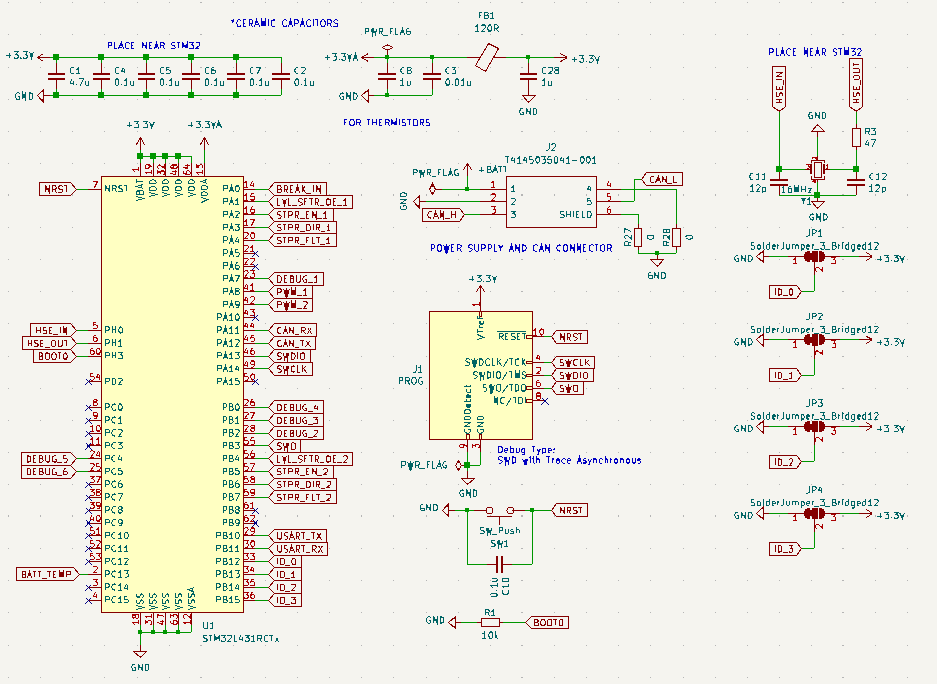 *CERAMIC CAPACITORS
PLACE NEAR STM32
+3.3V
C1
4.7u
C4
0.1u
C5
0.1u
C6
0.1u
C7
0.1u
C2
0.1u
GND
PWR_FLAG
+3.3VA
C8
1u
C3
0.01u
FB1
120R
C28
1u
+3.3V
GND
GND
FOR THERMISTORS
PLACE NEAR STM32
HSE_IN
HSE_OUT
GND
R3
47
C11
12p
16MHz
Y1
C12
12p
GND
+3.3V
+3.3VA
1
19
32
48
64
13
VBAT
VDD
VDD
VDD
VDD
VDDA
NRST
7
NRST
HSE_IN
5
PH0
HSE_OUT
6
PH1
BOOT0
60
PH3
54
PD2
8
PC0
9
PC1
10
PC2
11
PC3
DEBUG_5
24
PC4
DEBUG_6
25
PC5
37
PC6
38
PC7
39
PC8
40
PC9
51
PC10
52
PC11
53
PC12
BATT_TEMP
2
PC13
3
PC14
4
PC15
PA0
14
BREAK_IN
PA1
15
LVL_SFTR_OE_1
PA2
16
STPR_EN_1
PA3
17
STPR_DIR_1
PA4
20
STPR_FLT_1
PA5
21
PA6
22
PA7
23
DEBUG_1
PA8
41
PWM_1
PA9
42
PWM_2
PA10
43
PA11
44
CAN_RX
PA12
45
CAN_TX
PA13
46
SWDIO
PA14
49
SWCLK
PA15
50
PB0
26
DEBUG_4
PB1
27
DEBUG_3
PB2
28
DEBUG_2
PB3
55
SWO
PB4
56
LVL_SFTR_OE_2
PB5
57
STPR_EN_2
PB6
58
STPR_DIR_2
PB7
59
STPR_FLT_2
PB8
61
PB9
62
PB10
29
USART_TX
PB11
30
USART_RX
PB12
33
ID_0
PB13
34
ID_1
PB14
35
ID_2
PB15
36
ID_3
VSS
VSS
VSS
VSS
VSSA
18
31
47
63
12
U1
STM32L431RCTx
GND
J2
T4145035041-001
PWR_FLAG
+BATT
GND
CAN_H
1
2
3
1
2
3
4
5
SHIELD
4
5
6
CAN_L
R27
0
R28
0
GND
POWER SUPPLY AND CAN CONNECTOR
+3.3V
1
VTref
J1
PROG
RESET
10
NRST
SWDCLK/TCK
4
SWCLK
SWDIO/TMS
2
SWDIO
SWO/TDO
6
SWO
NC/TDI
8
GNDDetect
GND
9
3
PWR_FLAG
GND
Debug Type:
SWD with Trace Asynchronous
GND
NRST
SW_Push
SW1
0.1u
C10
GND
R1
10k
BOOT0
JP1
SolderJumper_3_Bridged12
GND
1
3
+3.3V
2
ID_0
JP2
SolderJumper_3_Bridged12
GND
1
3
+3.3V
2
ID_1
JP3
SolderJumper_3_Bridged12
GND
1
3
+3.3V
2
ID_2
JP4
SolderJumper_3_Bridged12
GND
1
3
+3.3V
2
ID_3